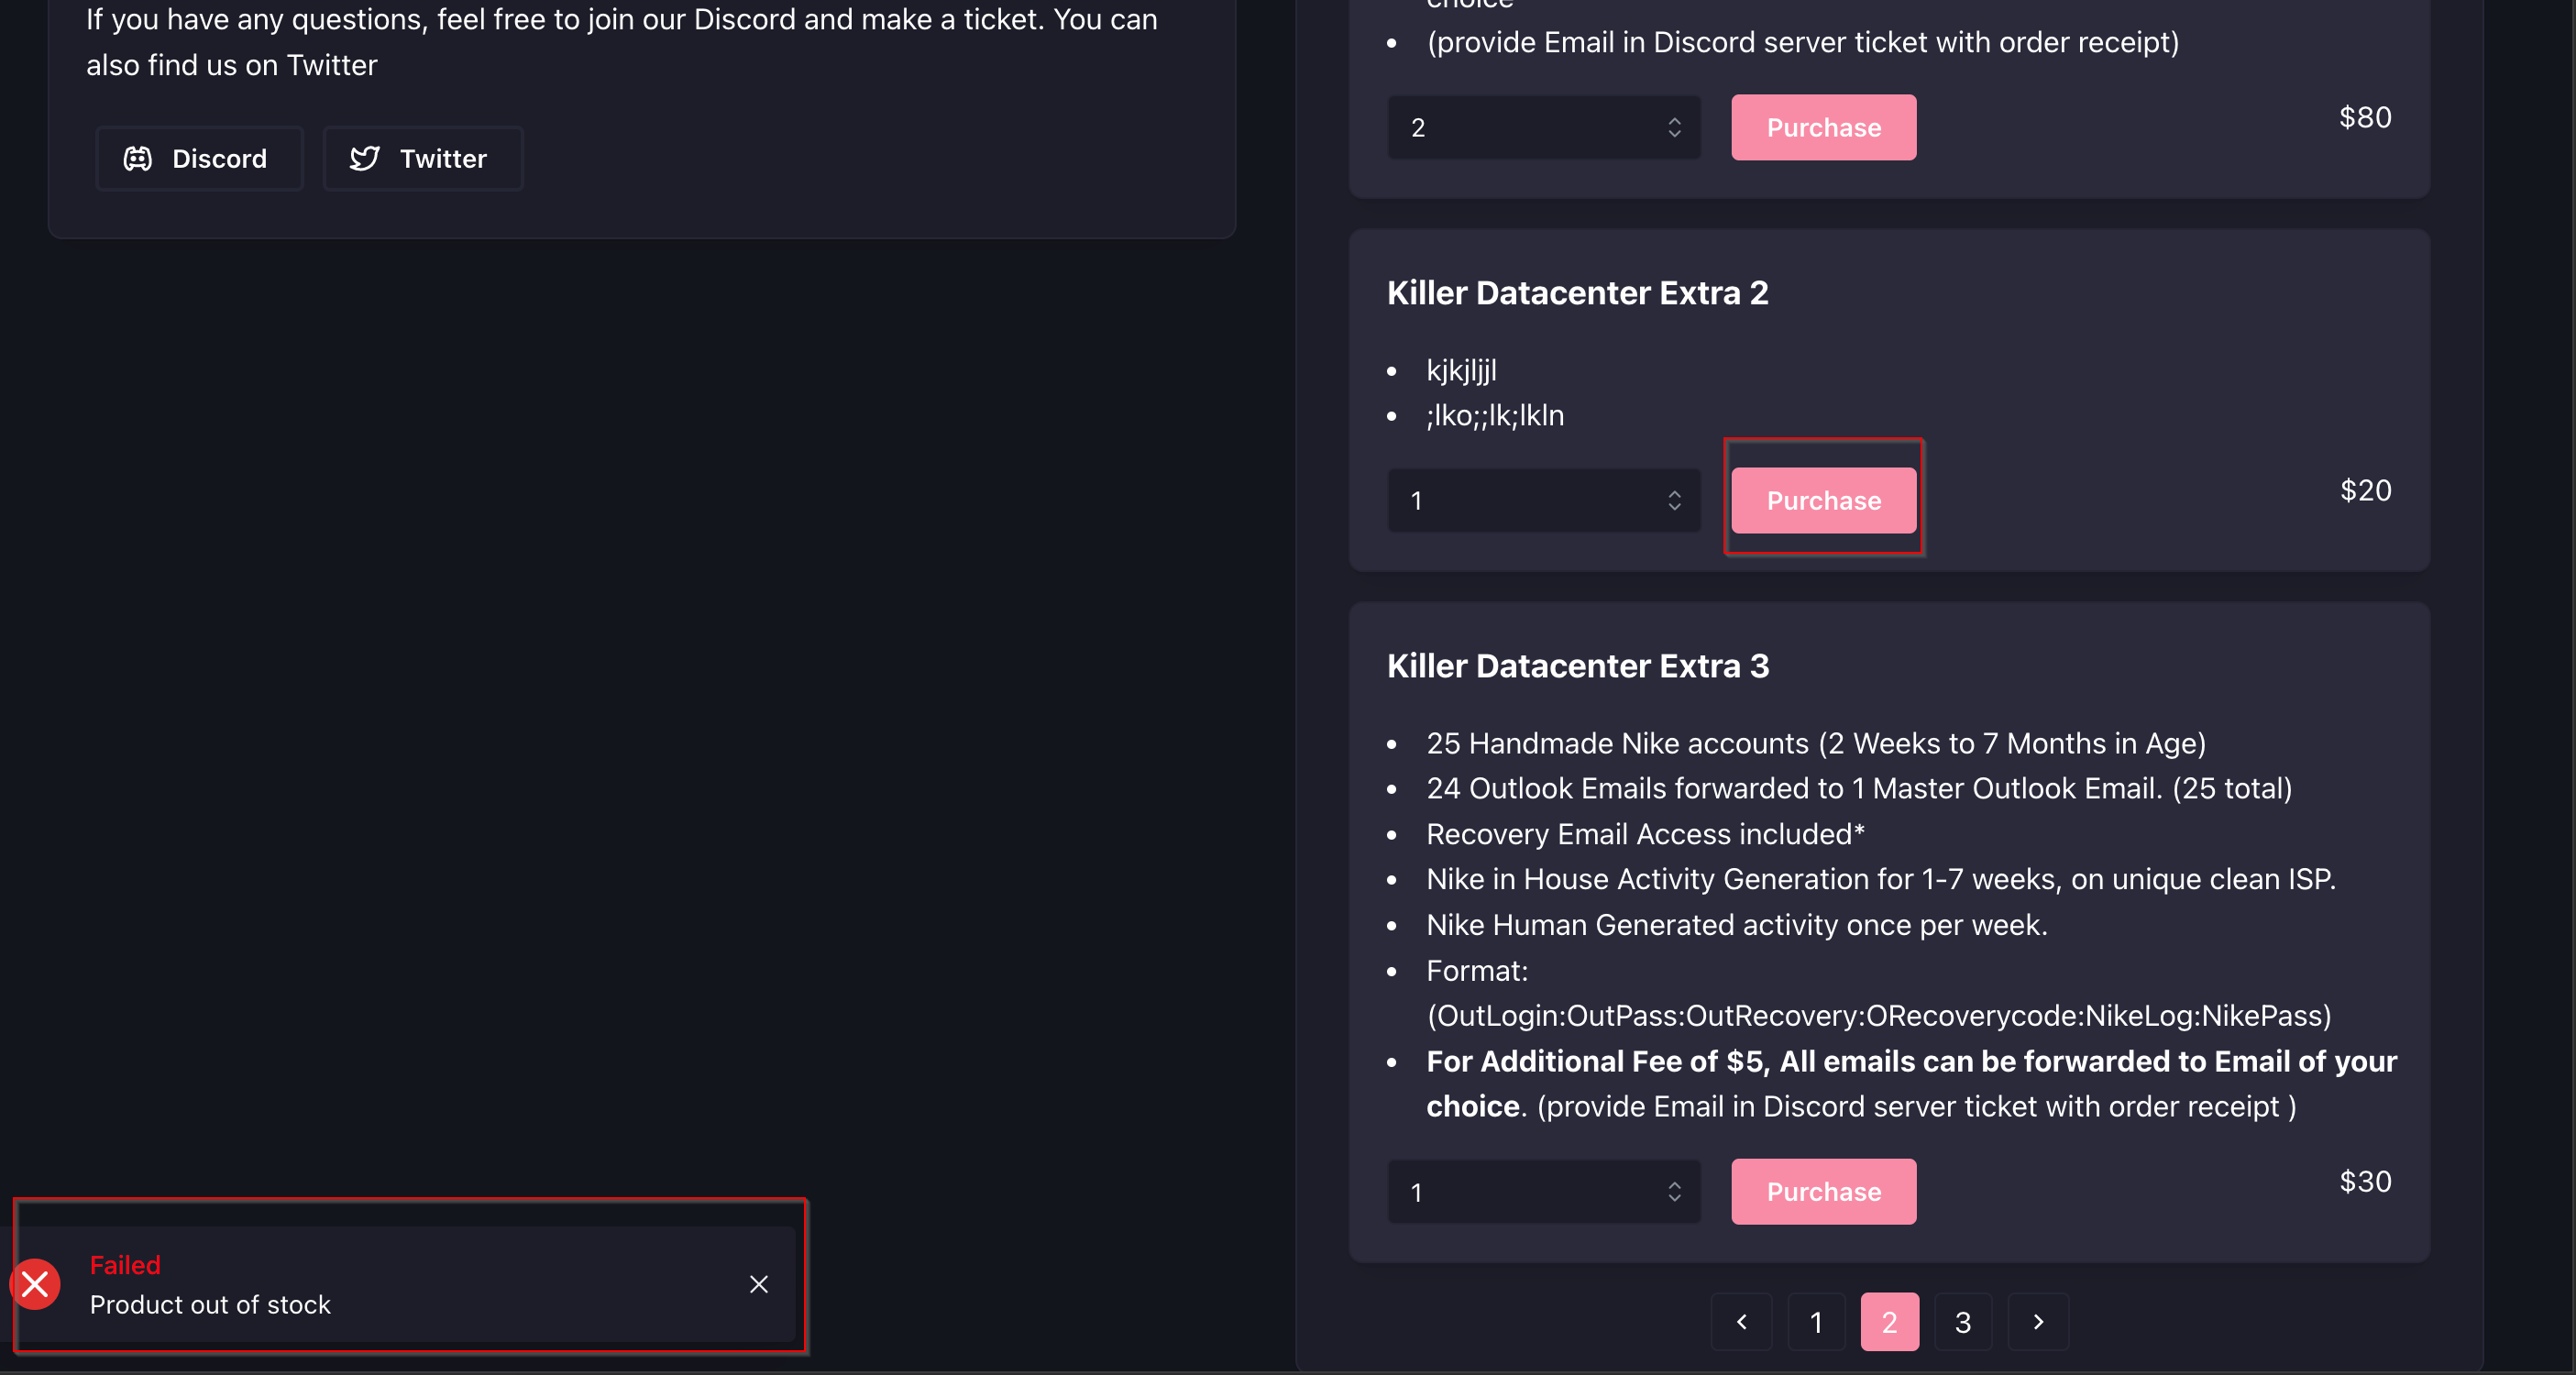 If you have any questions, feel free to join our Discord and make a ticket. You can
also find us on Twitter
Discord
Twitter
choice
(provide Email in Discord server ticket with order receipt)
2
Purchase
$80
Killer Datacenter Extra 2
kjkjljjl
;lko;;lk;lkln
1
Purchase
$20
Killer Datacenter Extra 3
25 Handmade Nike accounts (2 Weeks to 7 Months in Age)
24 Outlook Emails forwarded to 1 Master Outlook Email. (25 total)
Recovery Email Access included*
Nike in House Activity Generation for 1-7 weeks, on unique clean ISP.
Nike Human Generated activity once per week.
Format:
(OutLogin:OutPass:OutRecovery:ORecoverycode:NikeLog:NikePass)
For Additional Fee of $5, All emails can be forwarded to Email of your
choice. (provide Email in Discord server ticket with order receipt )
1
Purchase
$30
Failed
Product out of stock
1
2
3